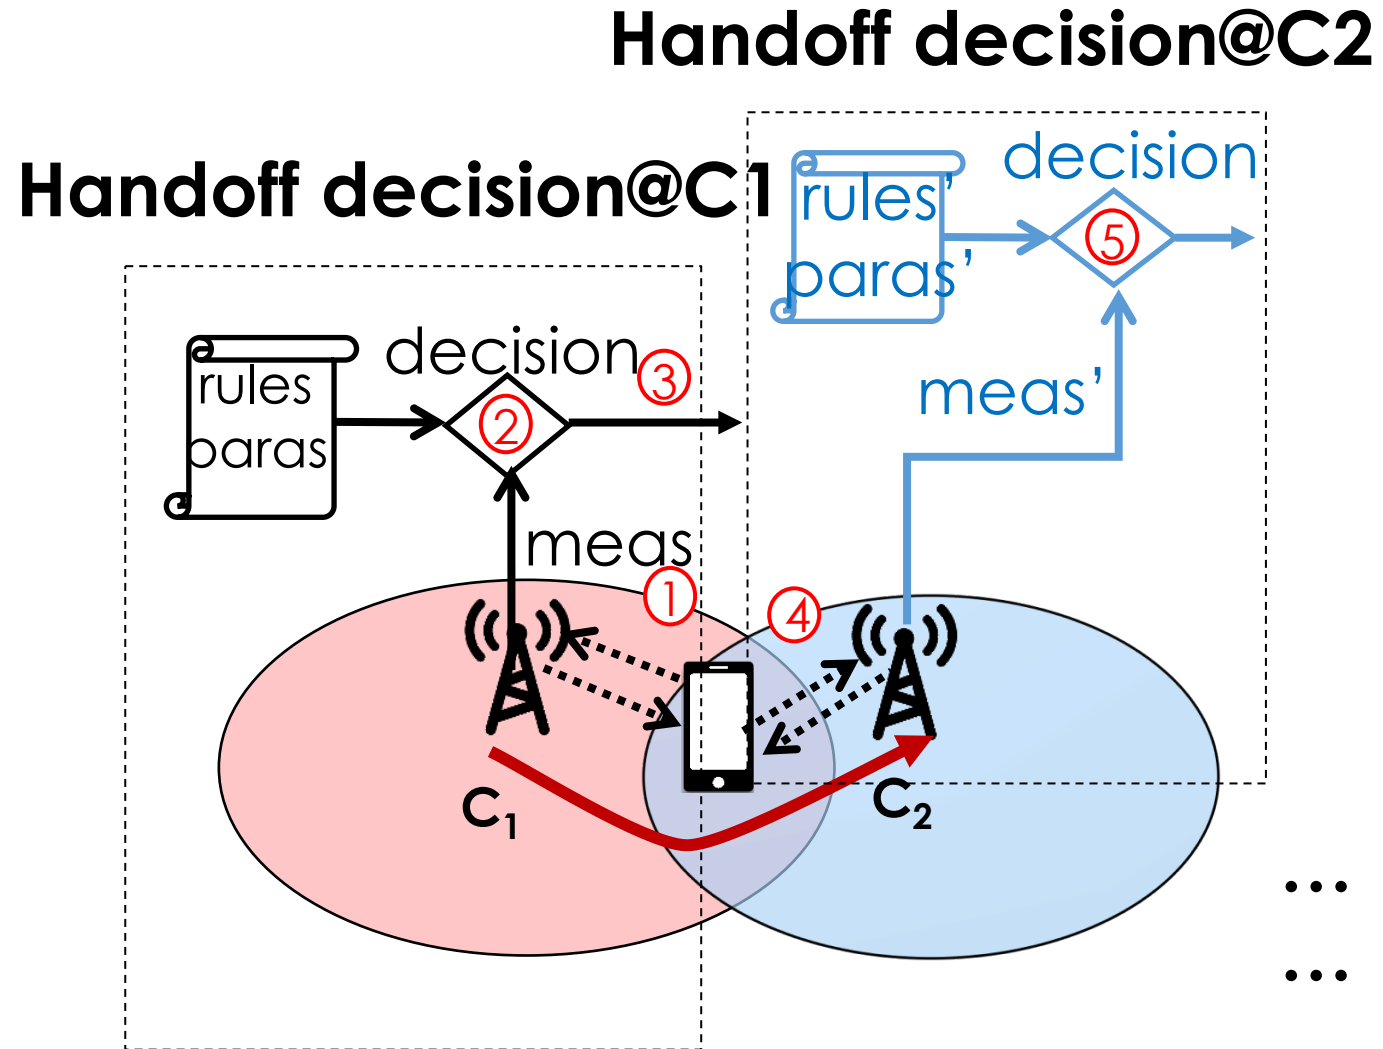 Handoff decision@C2
Handoff decision@C1
decision
rules’
paras’
⑤
meas’
decision
③
rules
paras
②
meas
①
④
C₁
C₂
...
...